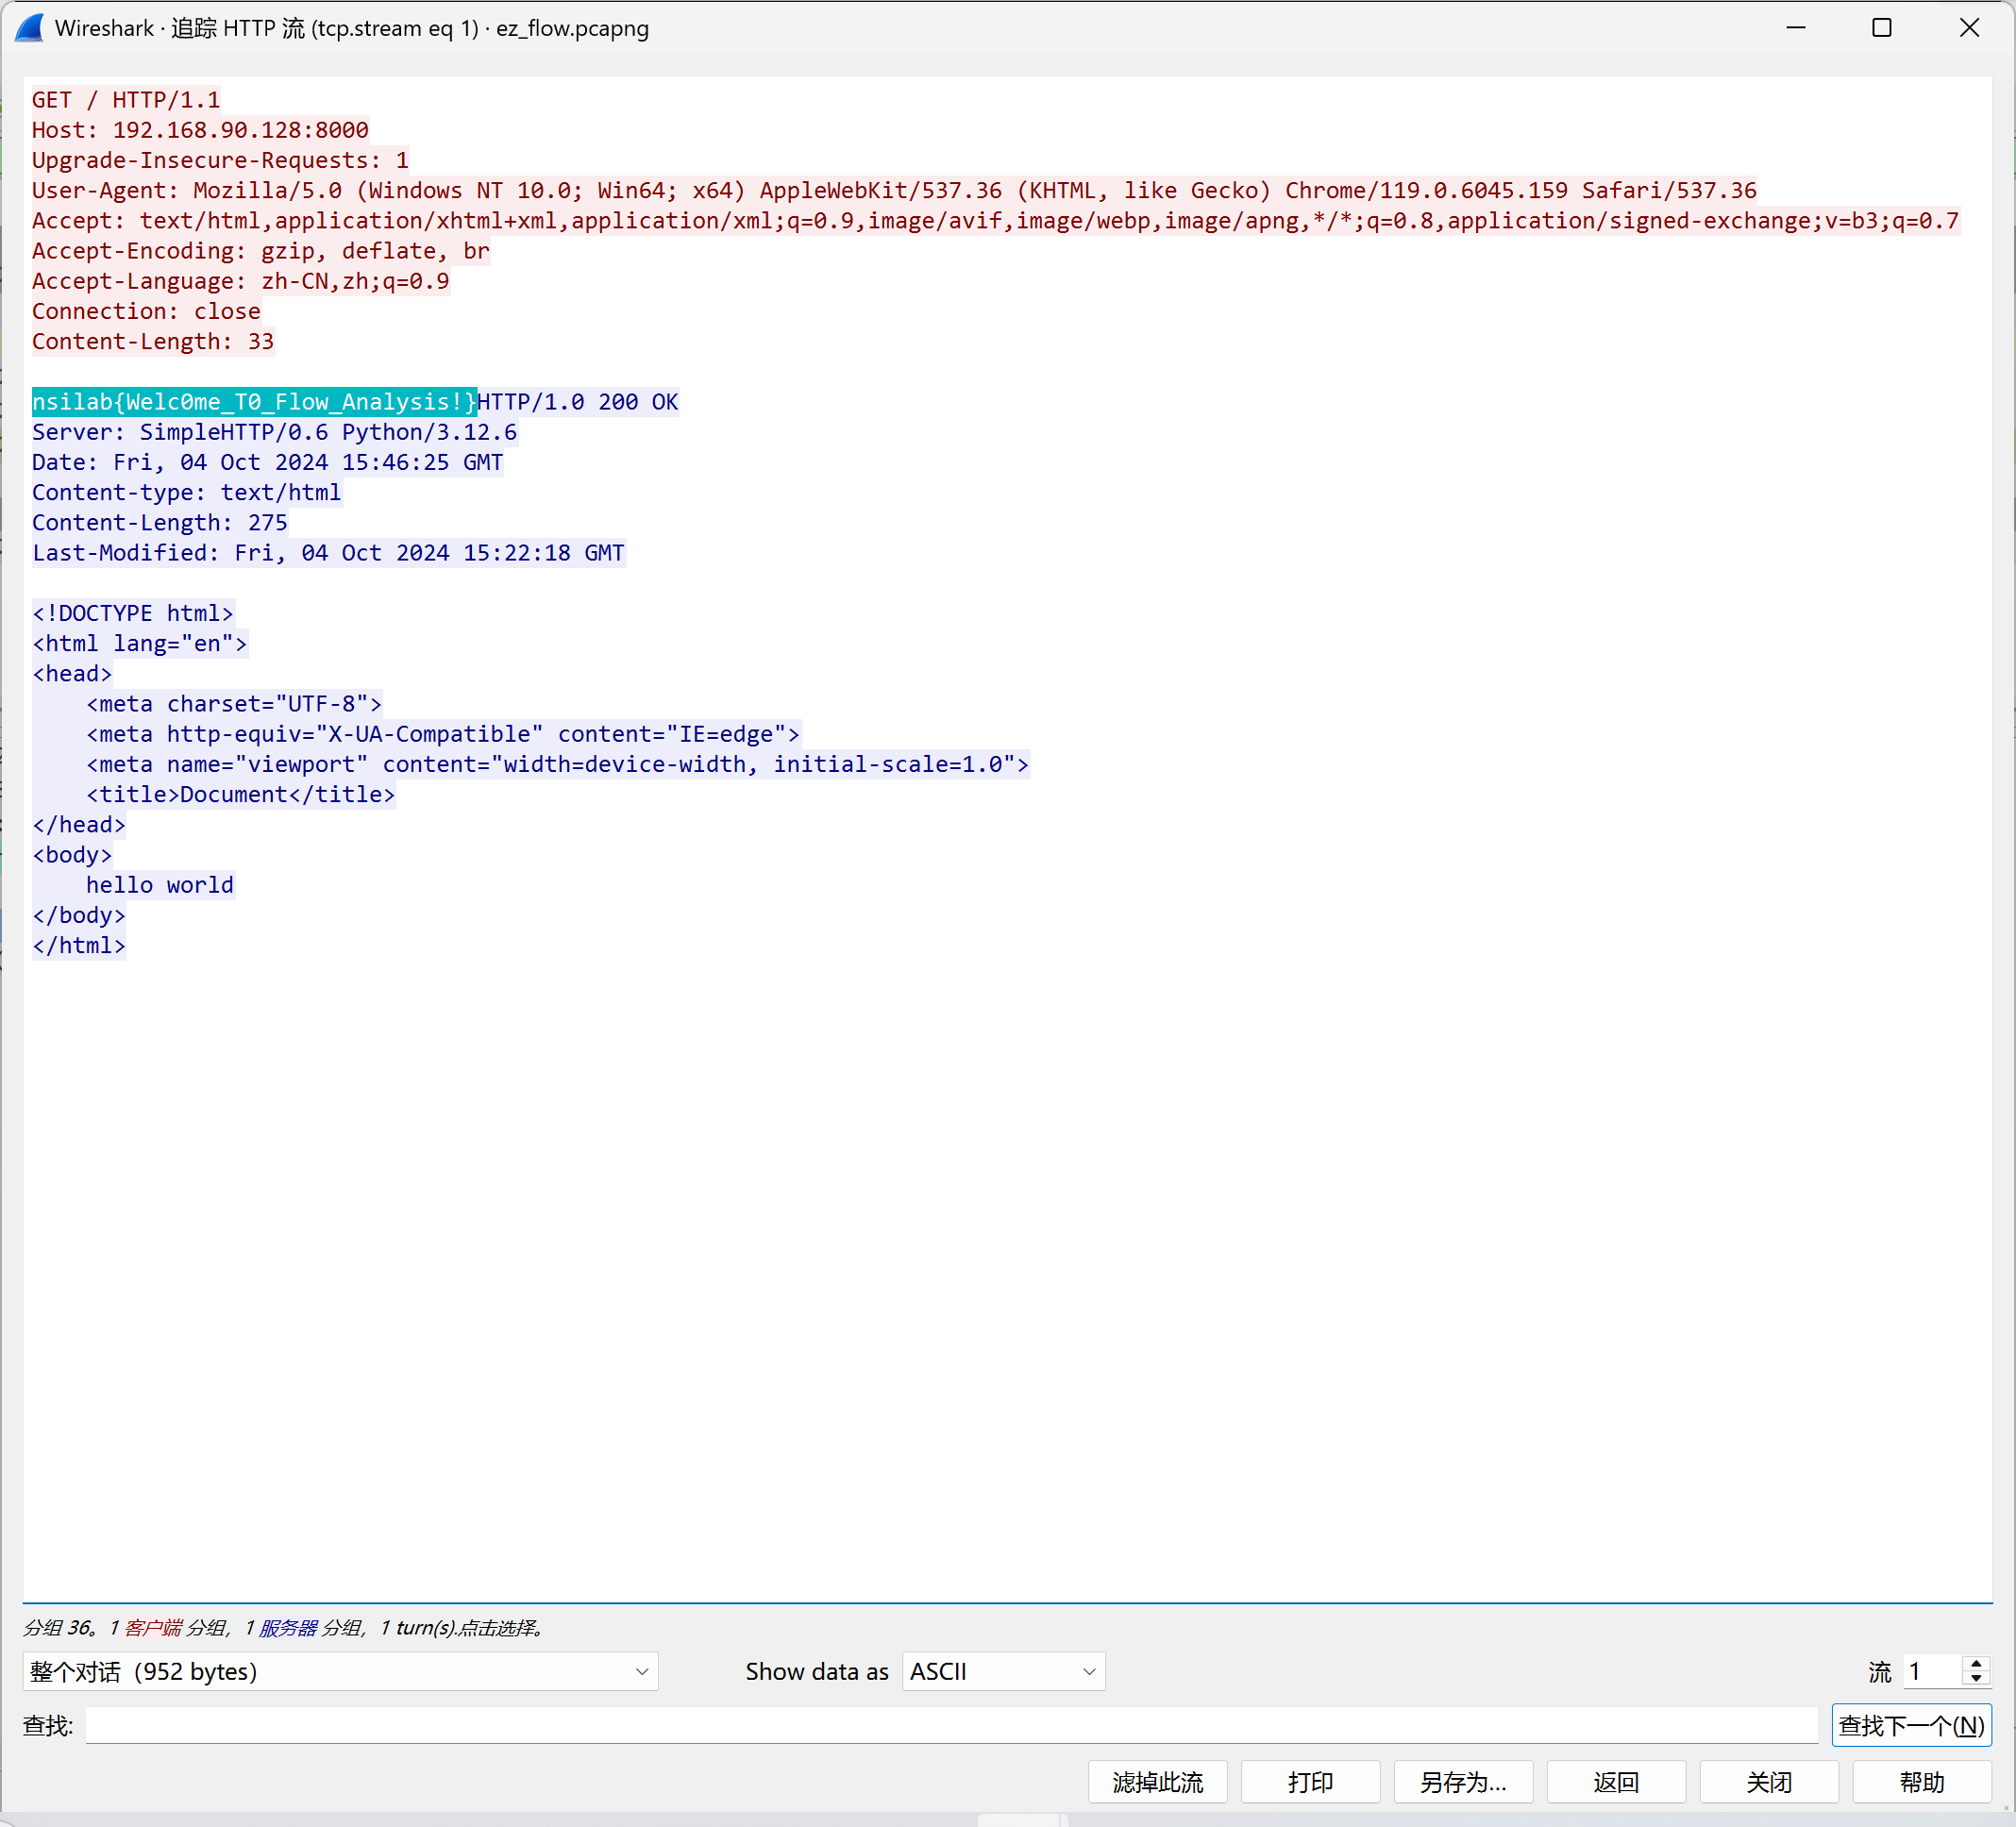 Wireshark · 追踪 HTTP 流 (tcp.stream eq 1) · ez_flow.pcapng
GET / HTTP/1.1
Host: 192.168.90.128:8000
Upgrade-Insecure-Requests: 1
User-Agent: Mozilla/5.0 (Windows NT 10.0; Win64; x64) AppleWebKit/537.36 (KHTML, like Gecko) Chrome/119.0.6045.159 Safari/537.36
Accept: text/html,application/xhtml+xml,application/xml;q=0.9,image/avif,image/webp,image/apng,*/*;q=0.8,application/signed-exchange;v=b3;q=0.7
Accept-Encoding: gzip, deflate, br
Accept-Language: zh-CN,zh;q=0.9
Connection: close
Content-Length: 33
nsilab{Welc0me_T0_Flow_Analysis!}HTTP/1.0 200 OK
Server: SimpleHTTP/0.6 Python/3.12.6
Date: Fri, 04 Oct 2024 15:46:25 GMT
Content-type: text/html
Content-Length: 275
Last-Modified: Fri, 04 Oct 2024 15:22:18 GMT
<!DOCTYPE html>
<html lang="en">
<head>
    <meta charset="UTF-8">
    <meta http-equiv="X-UA-Compatible" content="IE=edge">
    <meta name="viewport" content="width=device-width, initial-scale=1.0">
    <title>Document</title>
</head>
<body>
    hello world
</body>
</html>
分组 36。1 客户端 分组，1 服务器 分组，1 turn(s).点击选择。
整个对话（952 bytes） Show data as ASCII 流 1
查找: 查找下一个(N)
滤掉此流 打印 另存为… 返回 关闭 帮助